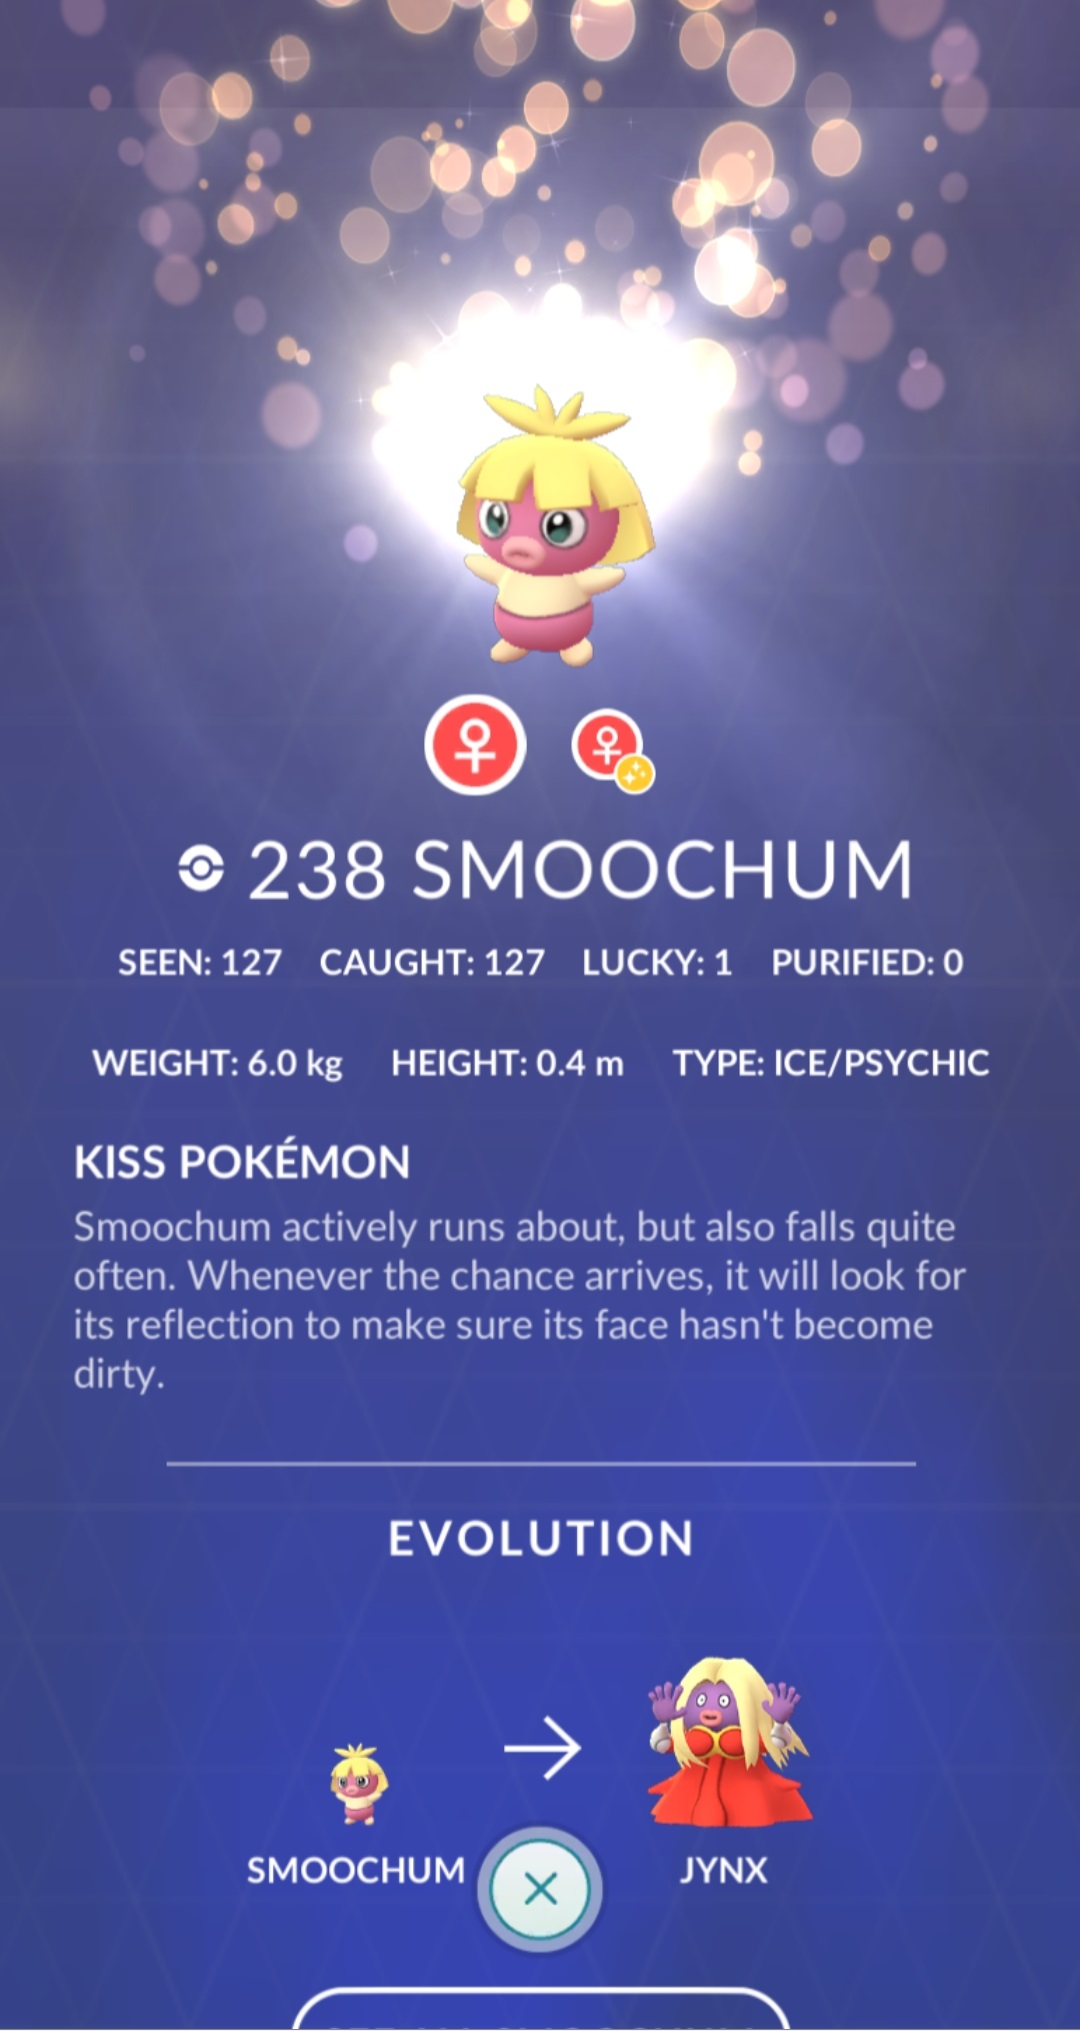 238 SMOOCHUM
SEEN: 127 CAUGHT: 127 LUCKY: 1 PURIFIED: 0
WEIGHT: 6.0 kg HEIGHT: 0.4 m TYPE: ICE/PSYCHIC
KISS POKÉMON
Smoochum actively runs about, but also falls quite
often. Whenever the chance arrives, it will look for
its reflection to make sure its face hasn't become
dirty.
EVOLUTION
SMOOCHUM JYNX